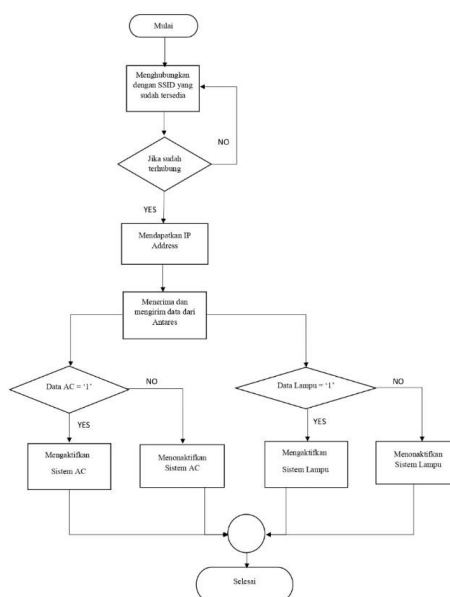 Mulai
Menghubungkan
dengan SSID yang
sudah tersedia
NO
Jika sudah
terhubung
YES
Mendapatkan IP
Address
Menerima dan
mengirim data dari
Antares
Data AC = ‘1’
NO
Data Lampu = ‘1’
NO
YES
YES
Mengaktifkan
Sistem AC
Menonaktifkan
Sistem AC
Mengaktifkan
Sistem Lampu
Menonaktifkan
Sistem Lampu
Selesai